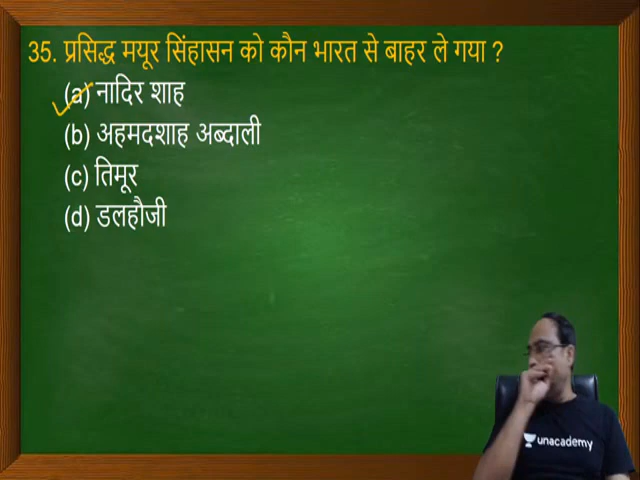 35. प्रसिद्ध मयूर सिंहासन को कौन भारत से बाहर ले गया ?
(a) नादिर शाह
(b) अहमदशाह अब्दाली
(c) तिमूर
(d) डलहौजी
unacademy